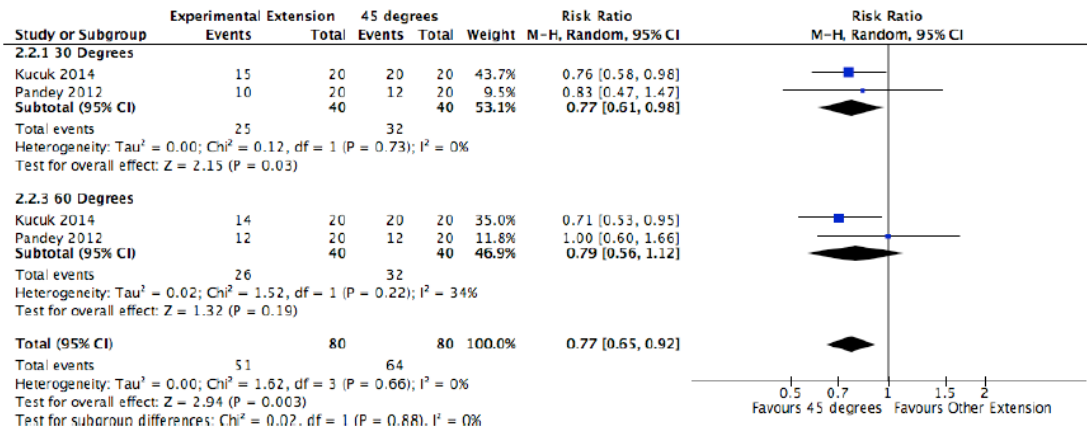 Experimental Extension 45 degrees Risk Ratio Risk Ratio
Study or Subgroup Events Total Events Total Weight M-H, Random, 95% CI M-H, Random, 95% CI
2.2.1 30 Degrees
Kucuk 2014 15 20 20 20 43.7% 0.76 [0.58, 0.98]
Pandey 2012 10 20 12 20 9.5% 0.83 [0.47, 1.47]
Subtotal (95% CI) 40 40 53.1% 0.77 [0.61, 0.98]
Total events 25 32
Heterogeneity: Tau² = 0.00; Chi² = 0.12, df = 1 (P = 0.73); I² = 0%
Test for overall effect: Z = 2.15 (P = 0.03)
2.2.3 60 Degrees
Kucuk 2014 14 20 20 20 35.0% 0.71 [0.53, 0.95]
Pandey 2012 12 20 12 20 11.8% 1.00 [0.60, 1.66]
Subtotal (95% CI) 40 40 46.9% 0.79 [0.56, 1.12]
Total events 26 32
Heterogeneity: Tau² = 0.02; Chi² = 1.52, df = 1 (P = 0.22); I² = 34%
Test for overall effect: Z = 1.32 (P = 0.19)
Total (95% CI) 80 80 100.0% 0.77 [0.65, 0.92]
Total events 51 64
Heterogeneity: Tau² = 0.00; Chi² = 1.62, df = 3 (P = 0.66); I² = 0%
Test for overall effect: Z = 2.94 (P = 0.003)
Test for subgroup differences: Chi² = 0.02, df = 1 (P = 0.88), I² = 0%
0.5 0.7 1 1.5 2
Favours 45 degrees Favours Other Extension